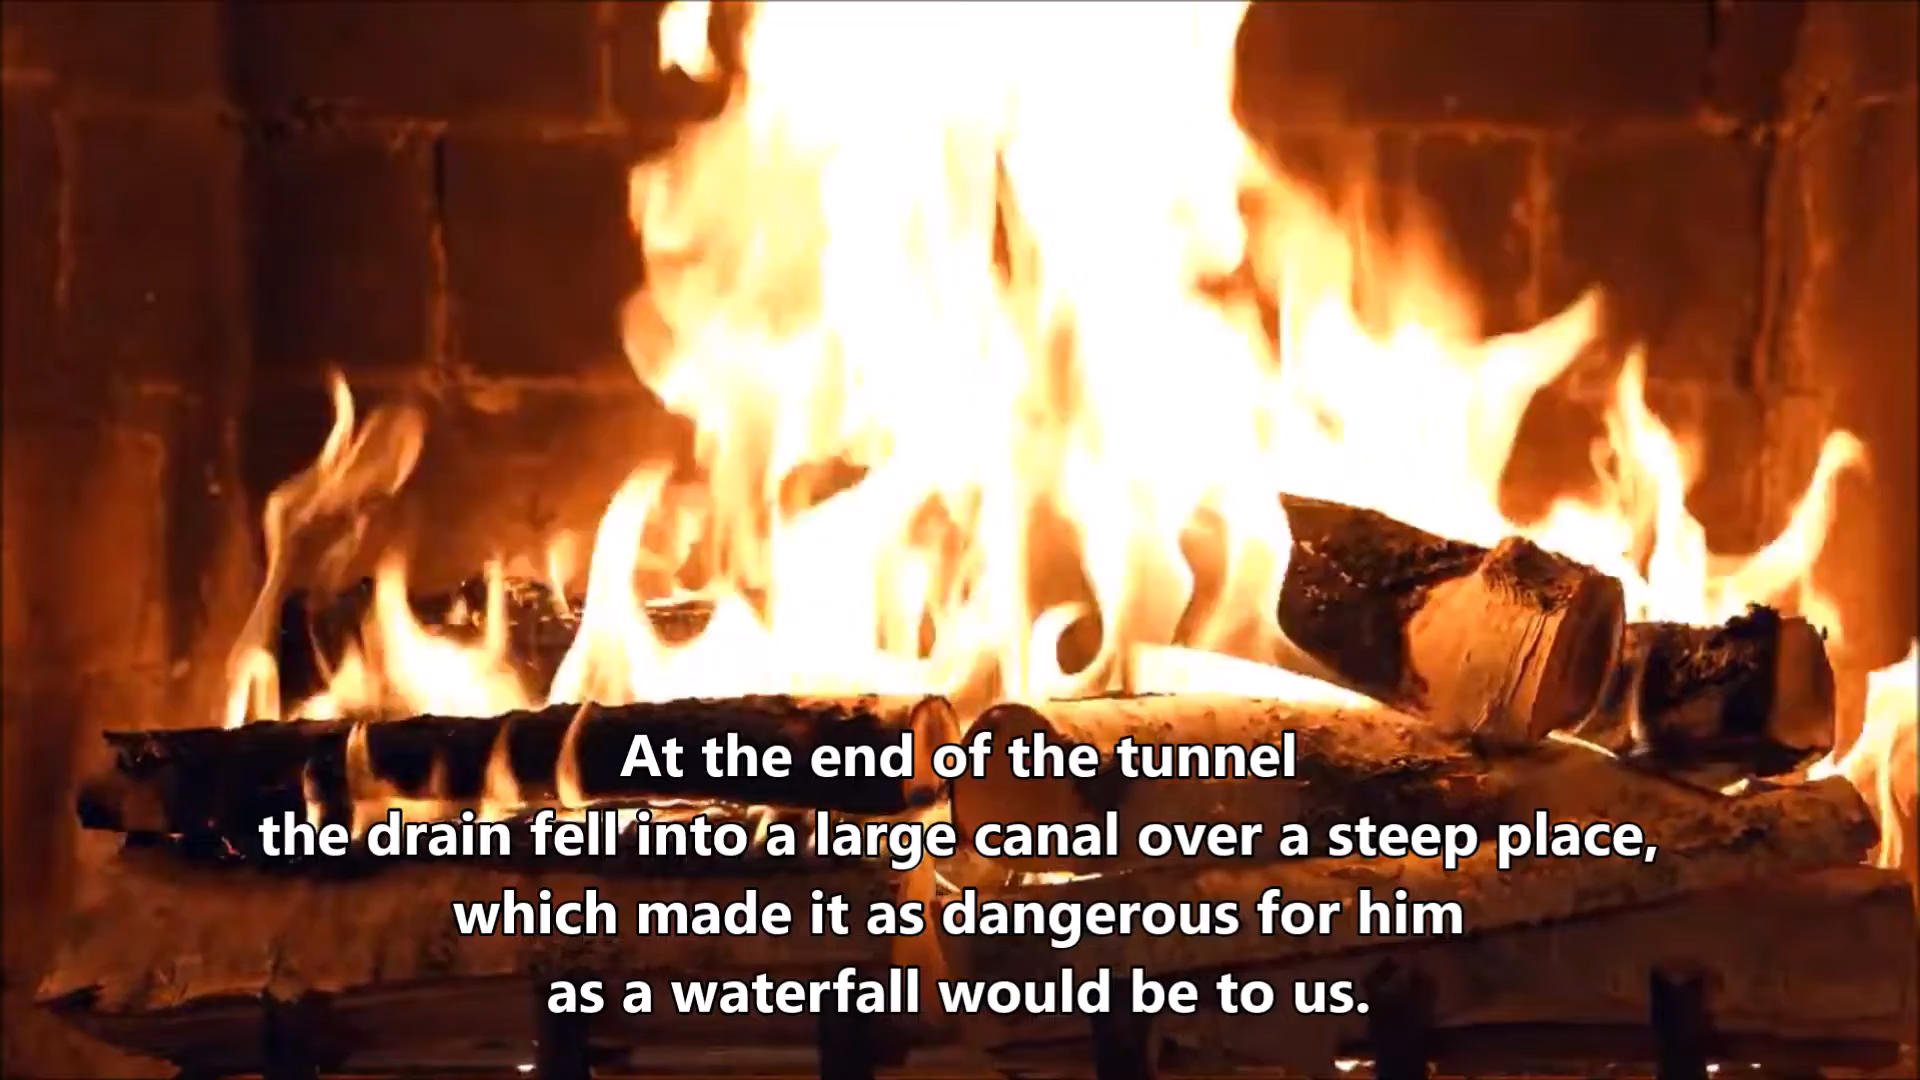 At the end of the tunnel
the drain fell into a large canal over a steep place,
which made it as dangerous for him
as a waterfall would be to us.